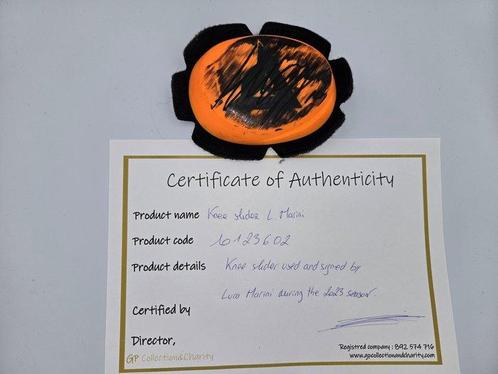 Certificate of Authenticity
Product name Knee slider L. Marini
Product code 10123602
Product details Knee slider used and signed by
Luca Marini during the 2023 season.
Certified by
Director,
GP Collection&Charity
Registred company : 892 574 716
www.gpcollectionandcharity.com